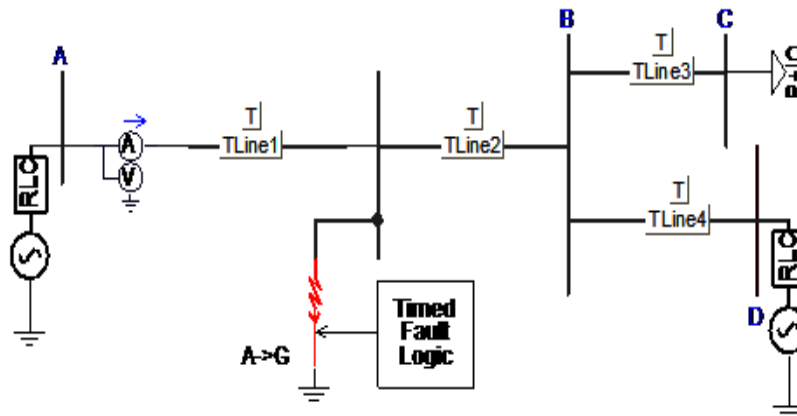 A
B
C
T
TLine1
T
TLine2
T
TLine3
T
TLine4
A
V
RLC
RLC
D
A->G
Timed
Fault
Logic